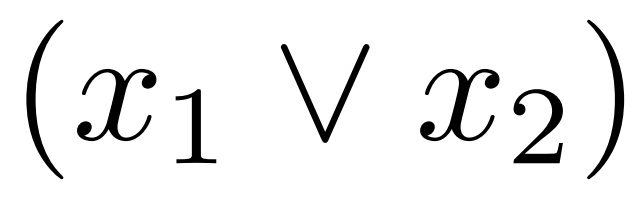 (x₁ ∨ x₂)